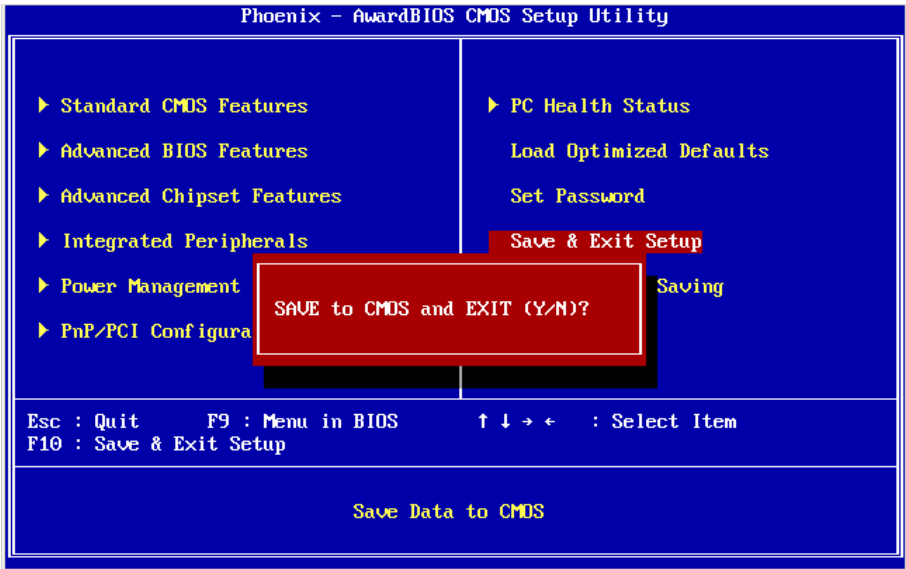 Phoenix – AwardBIOS CMOS Setup Utility
Standard CMOS Features
Advanced BIOS Features
Advanced Chipset Features
Integrated Peripherals
Power Management
PnP/PCI Configura
PC Health Status
Load Optimized Defaults
Set Password
Save & Exit Setup
Saving
SAVE to CMOS and EXIT (Y/N)?
Esc : Quit F9 : Menu in BIOS ↑ ↓ → ← : Select Item
F10 : Save & Exit Setup
Save Data to CMOS